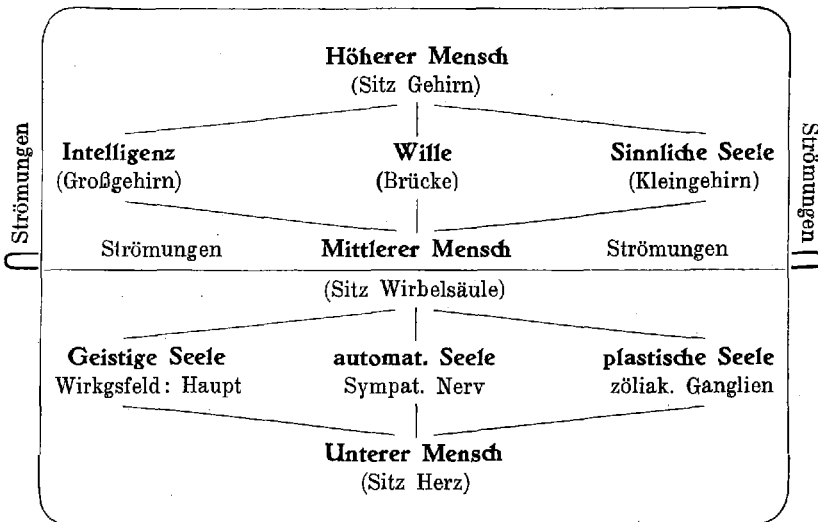 Höherer Mensch
(Sitz Gehirn)
Intelligenz Wille Sinnliche Seele
(Großgehirn) (Brücke) (Kleingehirn)
Strömungen
Strömungen
Strömungen Mittlerer Mensch Strömungen
(Sitz Wirbelsäule)
Geistige Seele automat. Seele plastische Seele
Wirkgsfeld: Haupt Sympat. Nerv zöliak. Ganglien
Unterer Mensch
(Sitz Herz)